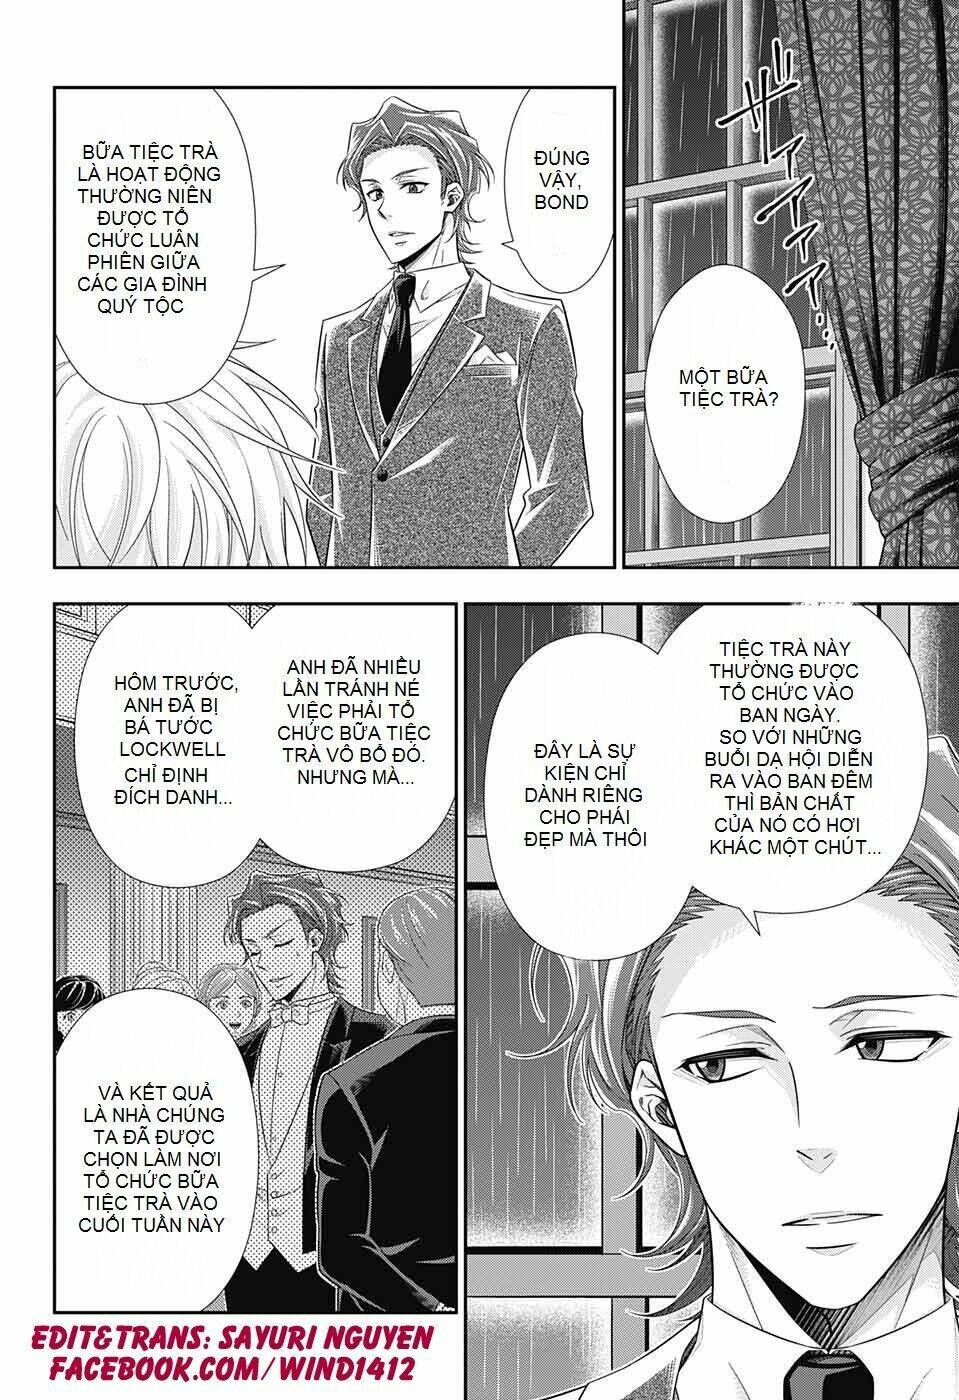 ザァァァァ...
MỘT BỮA
TIỆC TRÀ?
ĐÚNG
VẬY,
BOND
BỮA TIỆC TRÀ
LÀ HOẠT ĐỘNG
THƯỜNG NIÊN
ĐƯỢC TỔ
CHỨC LUÂN
PHIÊN GIỮA
CÁC GIA ĐÌNH
QUÝ TỘC
TIỆC TRÀ NÀY
THƯỜNG ĐƯỢC
TỔ CHỨC VÀO
BAN NGÀY.
SO VỚI NHỮNG
BUỔI DẠ HỘI DIỄN
RA VÀO BAN ĐÊM
THÌ BẢN CHẤT
CỦA NÓ CÓ HƠI
KHÁC MỘT CHÚT...
ĐÂY LÀ SỰ
KIỆN CHỈ
DÀNH RIÊNG
CHO PHÁI
ĐẸP MÀ THÔI
ANH ĐÃ NHIỀU
LẦN TRÁNH NÉ
VIỆC PHẢI TỔ
CHỨC BỮA TIỆC
TRÀ VÔ BỔ ĐÓ.
NHƯNG MÀ...
HÔM TRƯỚC,
ANH ĐÃ BỊ
BÁ TƯỚC
LOCKWELL
CHỈ ĐỊNH
ĐÍCH DANH...
VÀ KẾT QUẢ
LÀ NHÀ CHÚNG
TA ĐÃ ĐƯỢC
CHỌN LÀM NƠI
TỔ CHỨC BỮA
TIỆC TRÀ VÀO
CUỐI TUẦN NÀY
EDIT&TRANS: SAYURI NGUYEN
FACEBOOK.COM/WIND1412